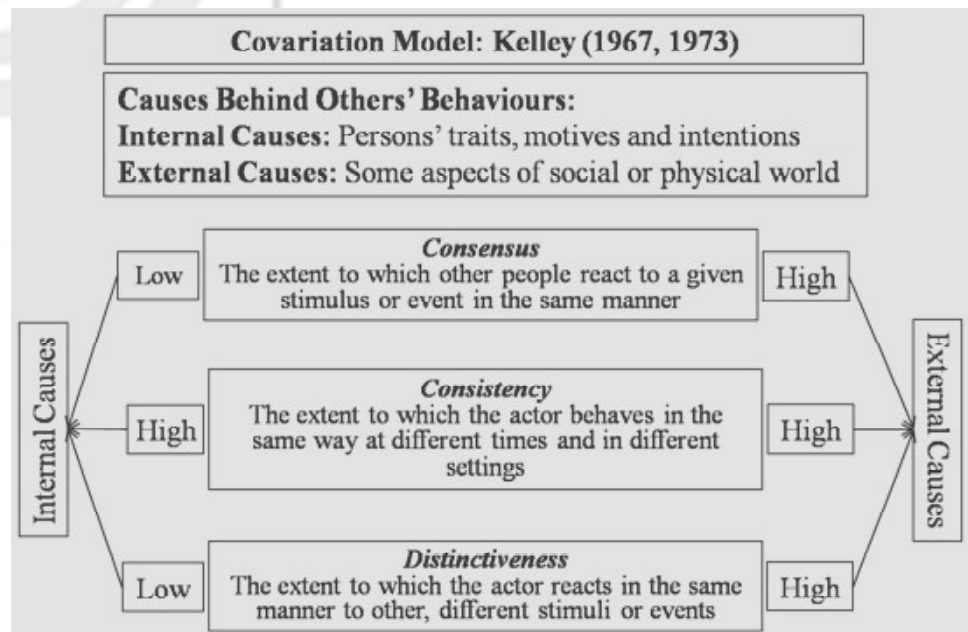 Covariation Model: Kelley (1967, 1973)
Causes Behind Others' Behaviours:
Internal Causes: Persons' traits, motives and intentions
External Causes: Some aspects of social or physical world
Internal Causes
Low
Consensus
The extent to which other people react to a given
stimulus or event in the same manner
High
High
Consistency
The extent to which the actor behaves in the
same way at different times and in different
settings
High
Low
Distinctiveness
The extent to which the actor reacts in the same
manner to other, different stimuli or events
High
External Causes